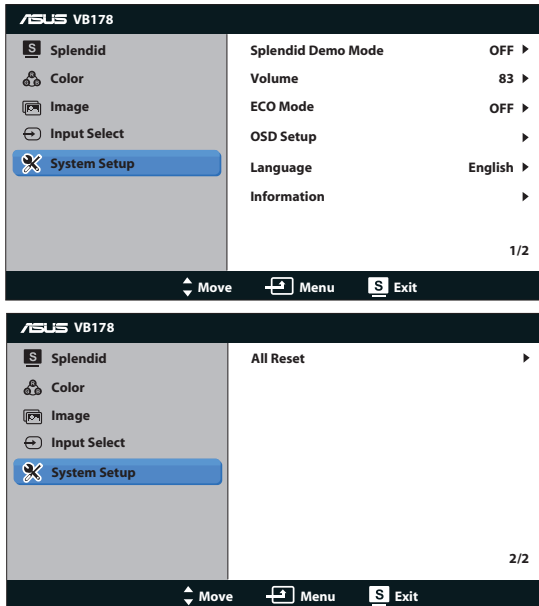 ASUS VB178
S Splendid
Color
Image
Input Select
System Setup
Splendid Demo Mode OFF
Volume 83
ECO Mode OFF
OSD Setup
Language English
Information
1/2
Move Menu S Exit
ASUS VB178
S Splendid
Color
Image
Input Select
System Setup
All Reset
2/2
Move Menu S Exit